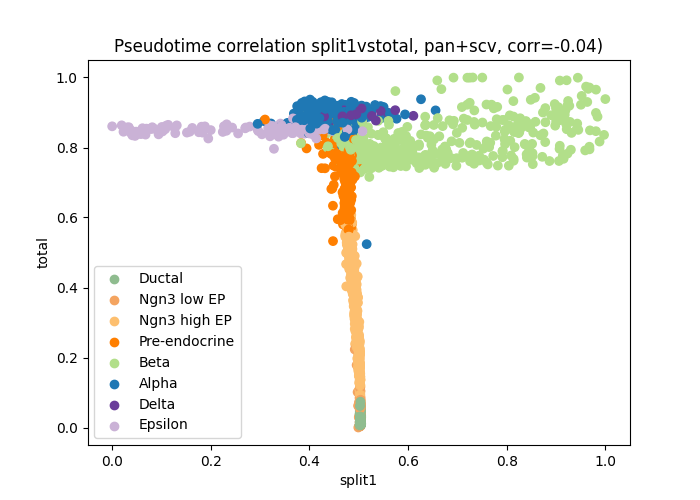 Pseudotime correlation split1vstotal, pan+scv, corr=-0.04)
1.0
0.8
0.6
0.4
0.2
0.0
total
Ductal
Ngn3 low EP
Ngn3 high EP
Pre-endocrine
Beta
Alpha
Delta
Epsilon
0.0 0.2 0.4 0.6 0.8 1.0
split1